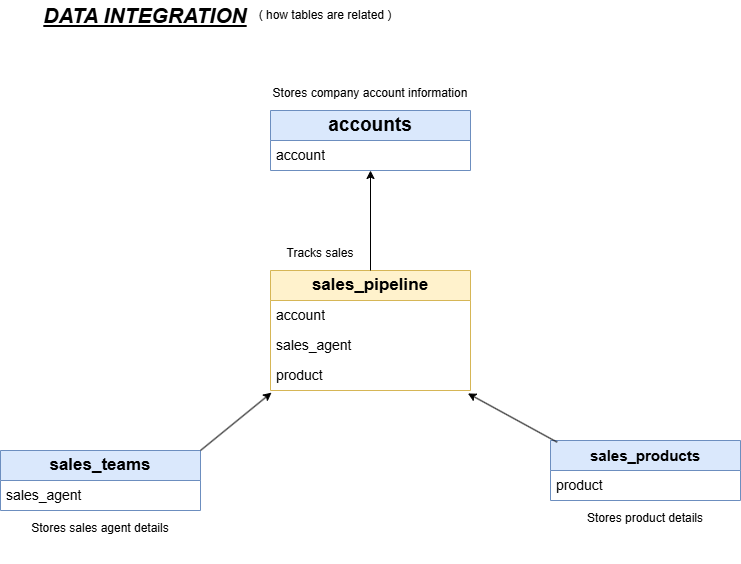 DATA INTEGRATION ( how tables are related )
Stores company account information
accounts
account
Tracks sales
sales_pipeline
account
sales_agent
product
sales_teams
sales_agent
Stores sales agent details
sales_products
product
Stores product details